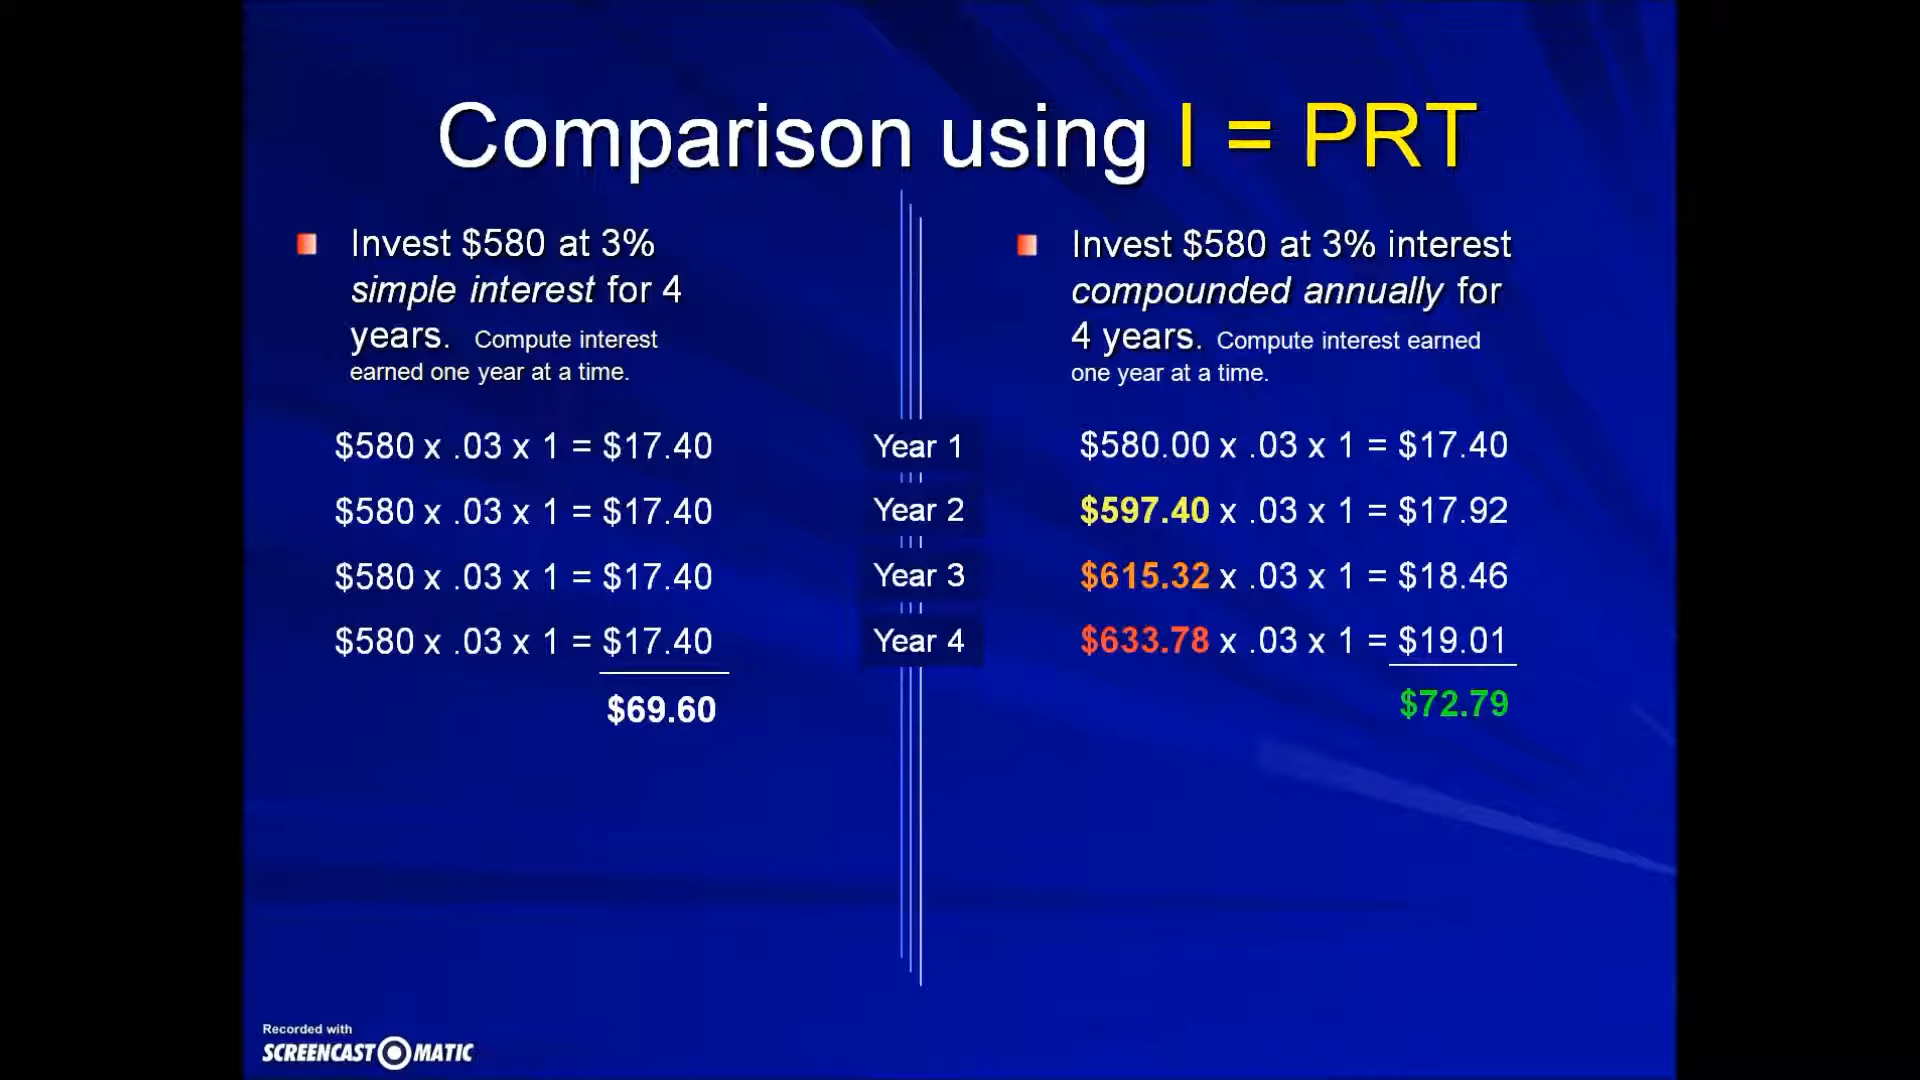 Comparison using I = PRT
Invest $580 at 3%
simple interest for 4
years. Compute interest
earned one year at a time.
$580 x .03 x 1 = $17.40
$580 x .03 x 1 = $17.40
$580 x .03 x 1 = $17.40
$580 x .03 x 1 = $17.40
$69.60
Year 1
Year 2
Year 3
Year 4
Invest $580 at 3% interest
compounded annually for
4 years. Compute interest earned
one year at a time.
$580.00 x .03 x 1 = $17.40
$597.40 x .03 x 1 = $17.92
$615.32 x .03 x 1 = $18.46
$633.78 x .03 x 1 = $19.01
$72.79
Recorded with
SCREENCAST MATIC